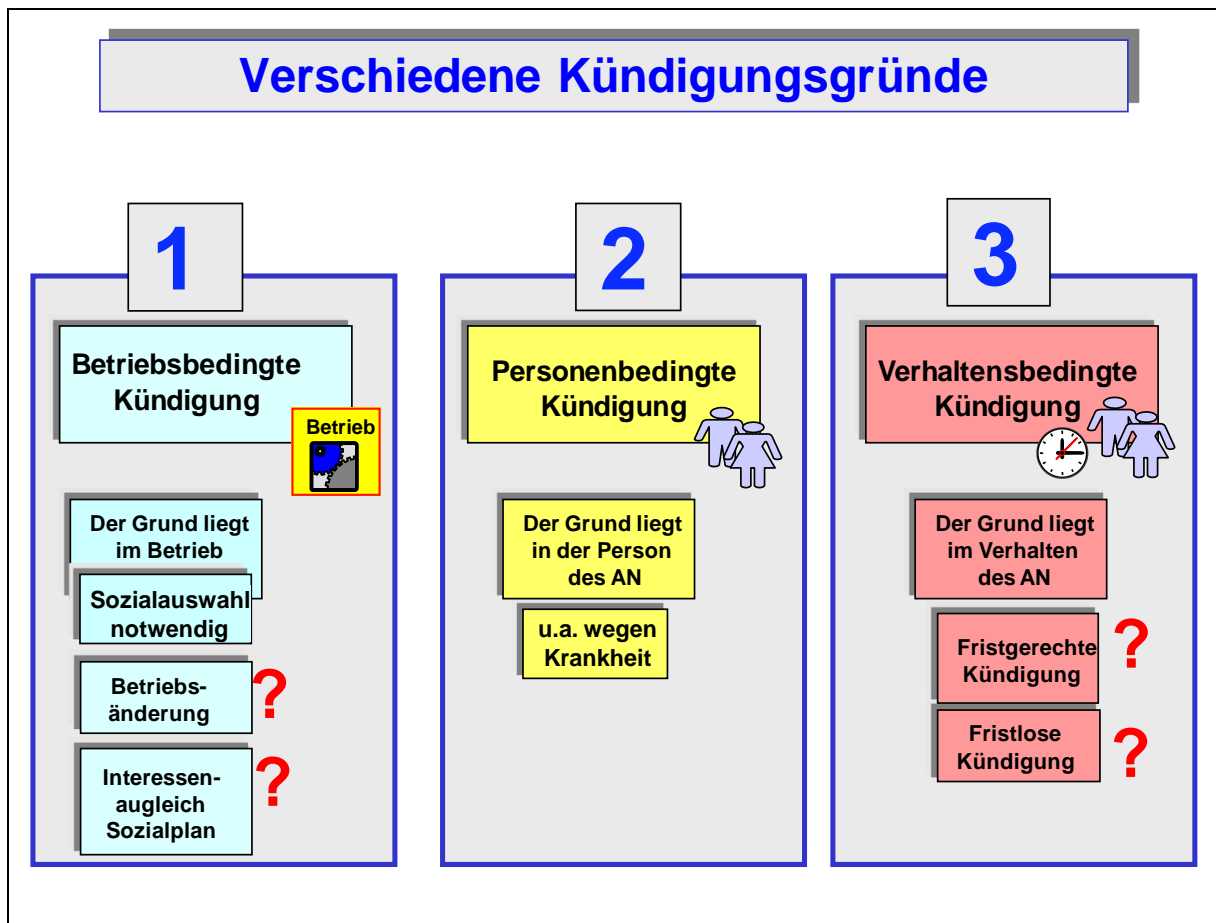 Verschiedene Kündigungsgründe
1
Betriebsbedingte
Kündigung
Betrieb
Der Grund liegt
im Betrieb
Sozialauswahl
notwendig
Betriebs-
änderung
?
Interessen-
augleich
Sozialplan
?
2
Personenbedingte
Kündigung
Der Grund liegt
in der Person
des AN
u.a. wegen
Krankheit
3
Verhaltensbedingte
Kündigung
Der Grund liegt
im Verhalten
des AN
Fristgerechte
Kündigung
?
Fristlose
Kündigung
?